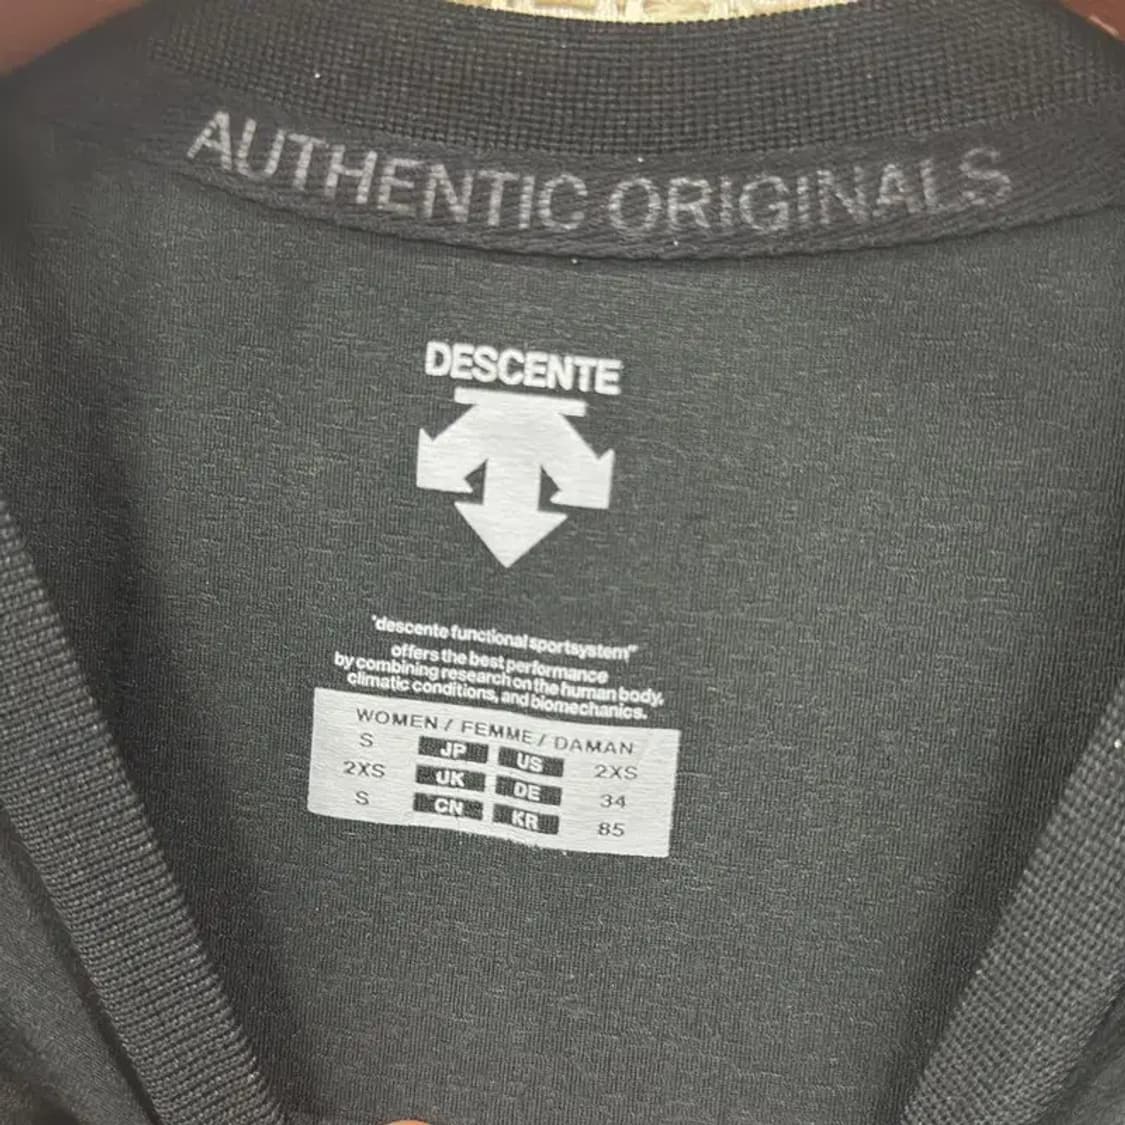 AUTHENTIC ORIGINALS
DESCENTE
"descente functional sportsystem"
offers the best performance
by combining research on the human body,
climatic conditions, and biomechanics.
WOMEN / FEMME / DAMAN
S JP US 2XS
2XS UK DE 34
S CN KR 85